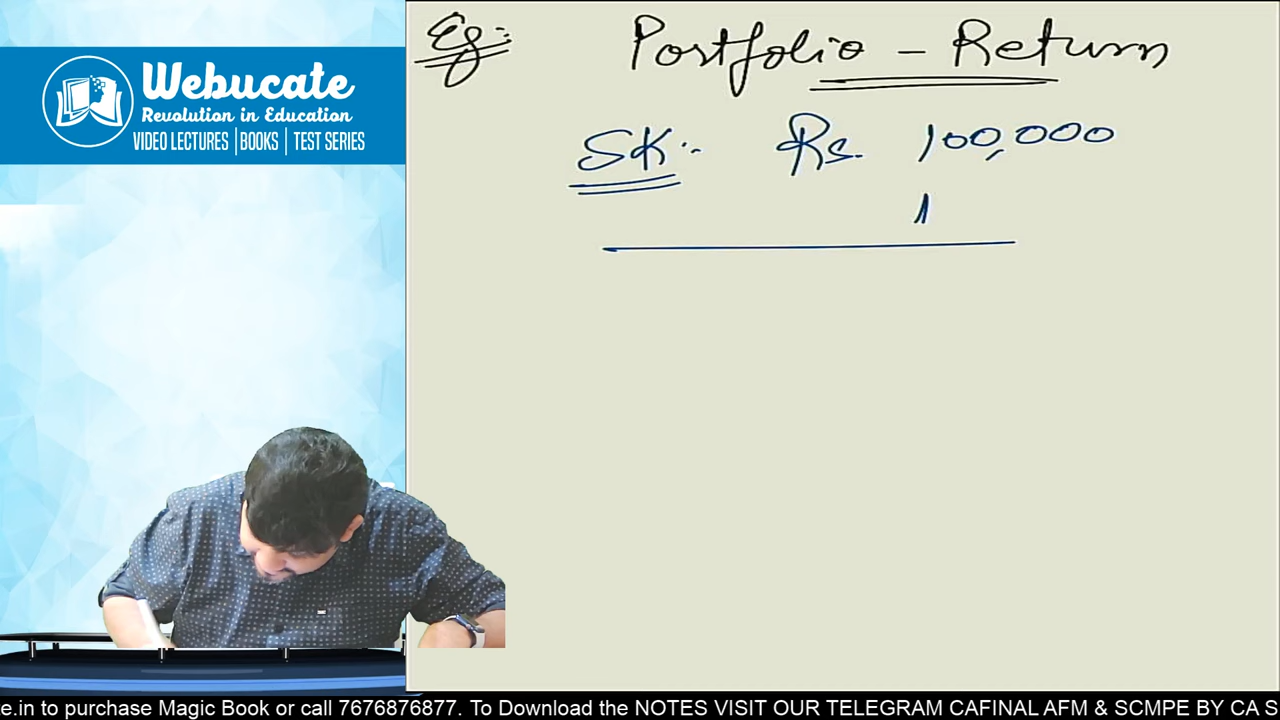 Webucate
Revolution in Education
VIDEO LECTURES | BOOKS | TEST SERIES
Eg:-
Portfolio - Return
SK:- Rs. 100,000
1
te.in to purchase Magic Book or call 7676876877. To Download the NOTES VISIT OUR TELEGRAM CAFINAL AFM & SCMPE BY CA S